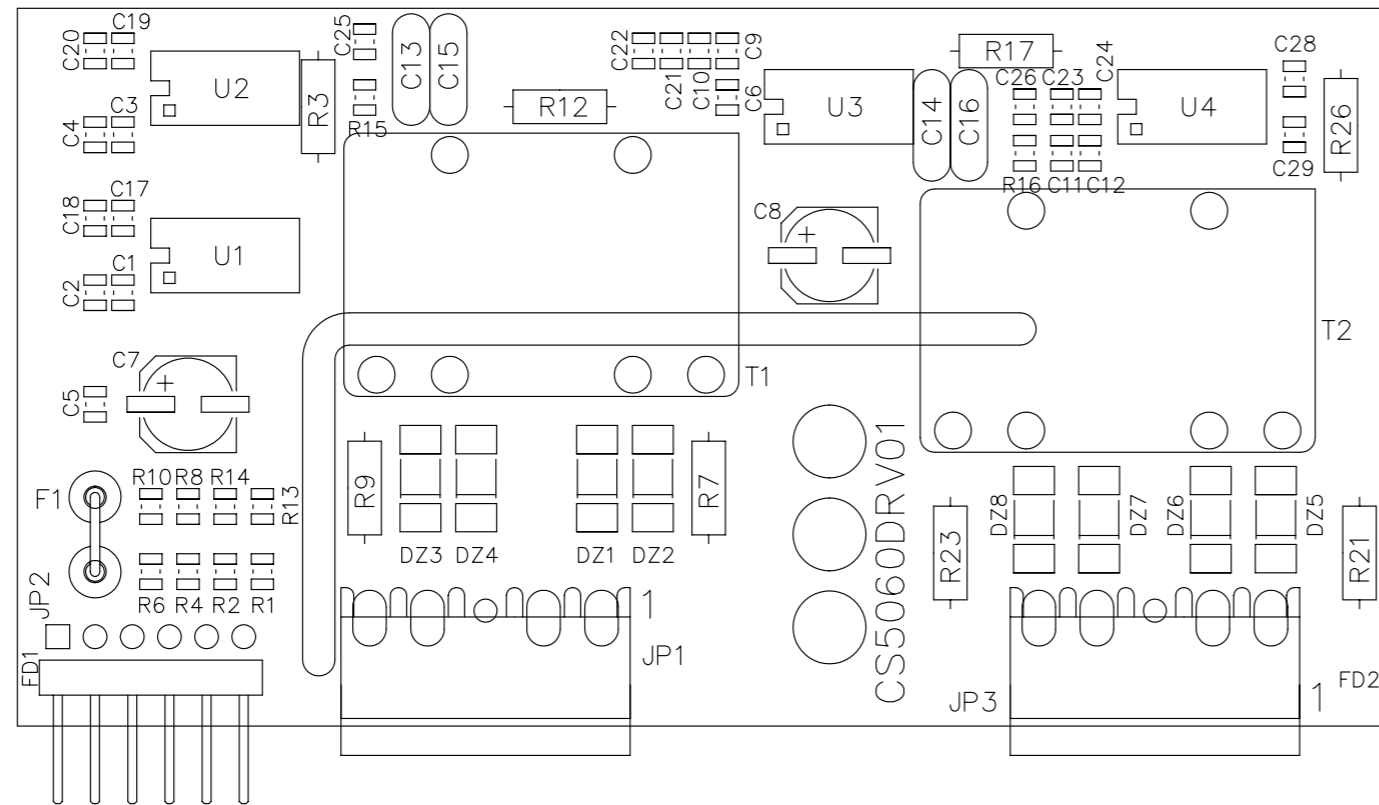 C19
C20
C25
C13
C15
C22
C21
C10
C9
C6
R17
C26
C23
C24
C28
U2
R3
R12
U3
C14
C16
U4
R26
C4
C3
R15
R16
C11
C12
C29
C18
C17
U1
C8
+
C2
C1
T1
T2
C7
+
C5
R10
R8
R14
R13
F1
R9
R7
DZ3
DZ4
DZ1
DZ2
CS5060DRV01
R23
DZ8
DZ7
DZ6
DZ5
R21
JP2
R6
R4
R2
R1
1
FD1
JP1
JP3
1
FD2